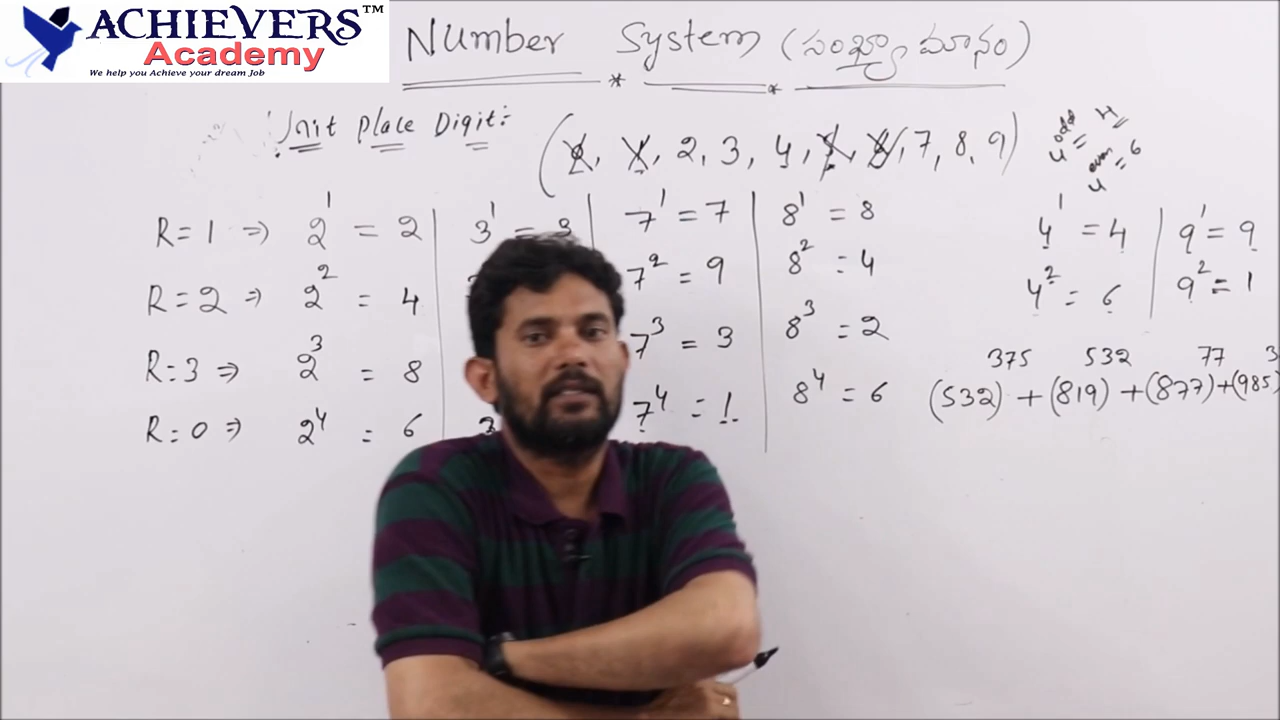 ACHIEVERS™
Academy
We help you Achieve your dream Job
Number System (సంఖ్యా మానం)
Unit Place Digit:
(0, 1, 2, 3, 4, 5, 6, 7, 8, 9)
4 odd = 4
4 even = 6
R=1 ⇒ 2¹ = 2
R=2 ⇒ 2² = 4
R=3 ⇒ 2³ = 8
R=0 ⇒ 2⁴ = 6
3¹ = 3
7¹ = 7
7² = 9
7³ = 3
7⁴ = 1
8¹ = 8
8² = 4
8³ = 2
8⁴ = 6
4¹ = 4
4² = 6
9¹ = 9
9² = 1
(532)³⁷⁵ + (819)⁵³² + (877)⁷⁷ + (985)³